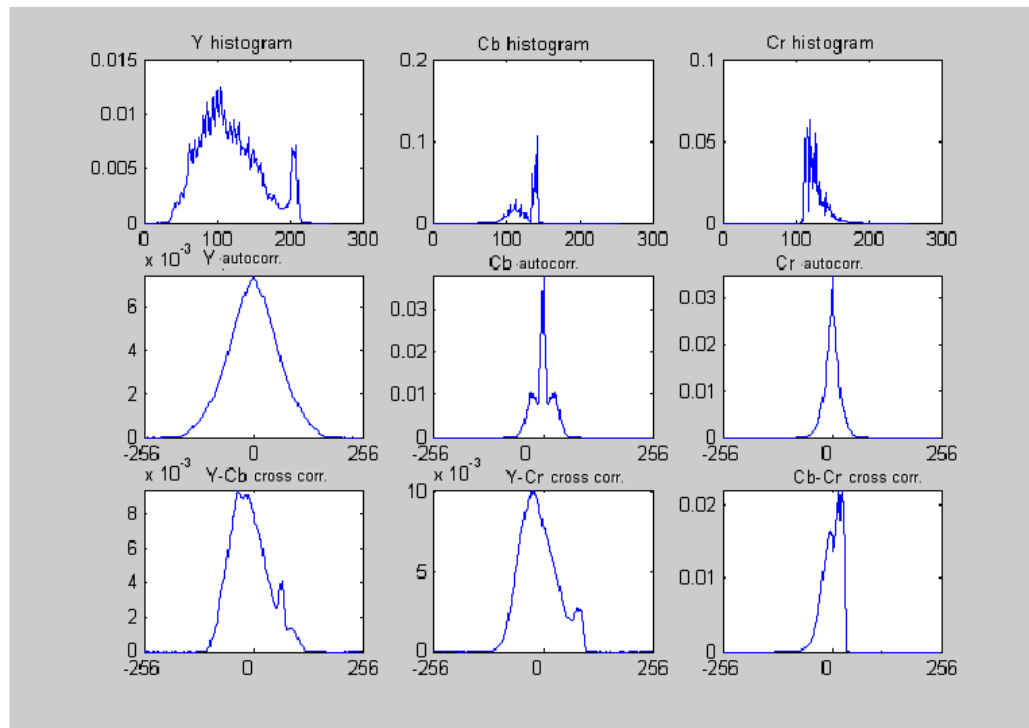 Y histogram
Cb histogram
Cr histogram
0.015
0.01
0.005
0
0 100 200 300
0.2
0.1
0
0 100 200 300
0.1
0.05
0
0 100 200 300
x 10⁻³
Y autocorr.
Cb autocorr.
Cr autocorr.
6
4
2
0
-256 0 256
0.03
0.02
0.01
0
-256 0 256
0.03
0.02
0.01
0
-256 0 256
x 10⁻³
Y-Cb cross corr.
x 10⁻³
Y-Cr cross corr.
Cb-Cr cross corr.
8
6
4
2
0
-256 0 256
10
5
0
-256 0 256
0.02
0.01
0
-256 0 256